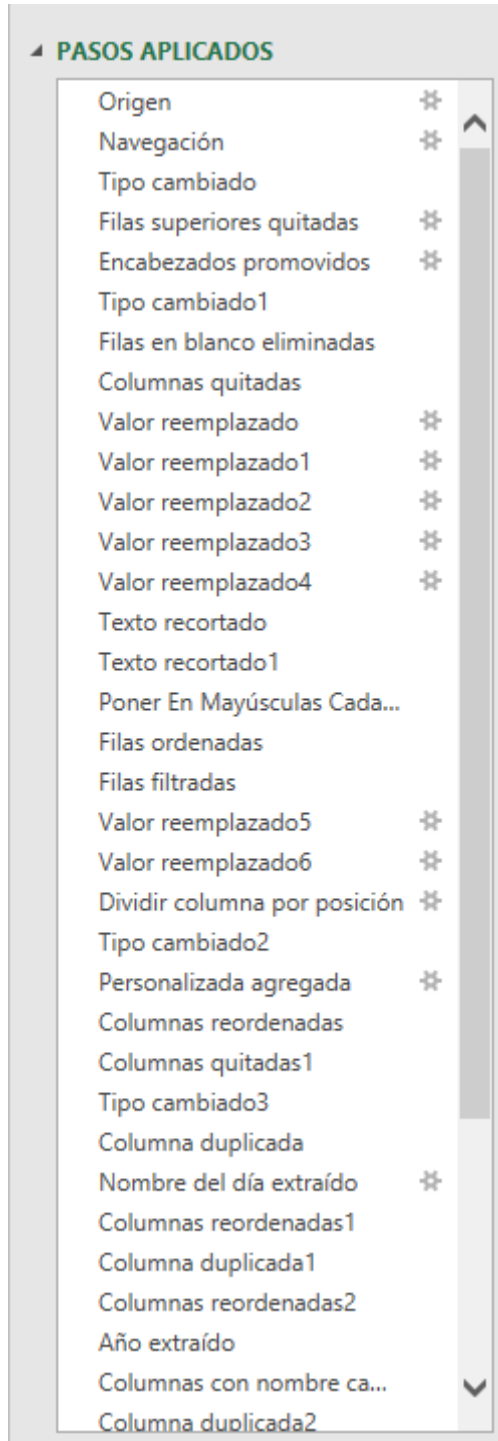 PASOS APLICADOS
Origen
Navegación
Tipo cambiado
Filas superiores quitadas
Encabezados promovidos
Tipo cambiado1
Filas en blanco eliminadas
Columnas quitadas
Valor reemplazado
Valor reemplazado1
Valor reemplazado2
Valor reemplazado3
Valor reemplazado4
Texto recortado
Texto recortado1
Poner En Mayúsculas Cada...
Filas ordenadas
Filas filtradas
Valor reemplazado5
Valor reemplazado6
Dividir columna por posición
Tipo cambiado2
Personalizada agregada
Columnas reordenadas
Columnas quitadas1
Tipo cambiado3
Columna duplicada
Nombre del día extraído
Columnas reordenadas1
Columna duplicada1
Columnas reordenadas2
Año extraído
Columnas con nombre ca...
Columna duplicada2